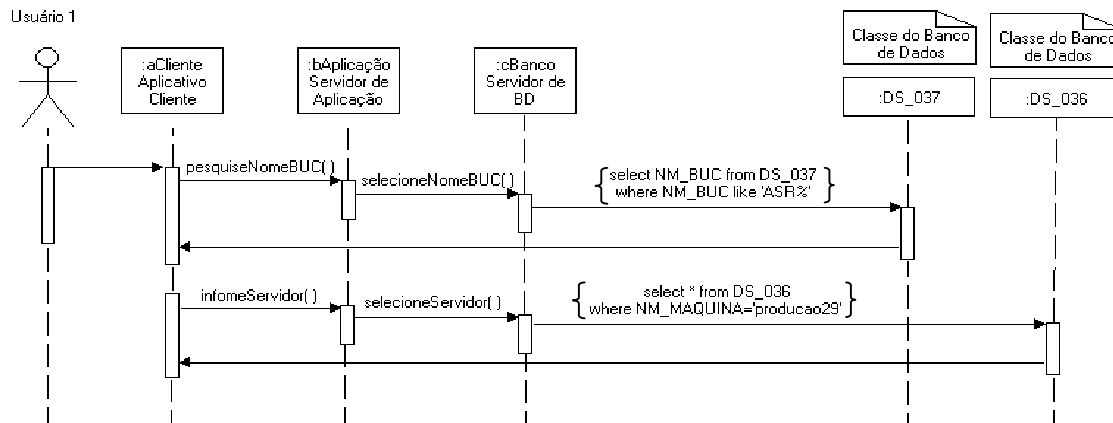 Usuário 1
:aCliente
Aplicativo
Cliente
:bAplicação
Servidor de
Aplicação
:cBanco
Servidor de
BD
Classe do Banco
de Dados
:DS_037
Classe do Banco
de Dados
:DS_036
pesquiseNomeBUC( )
selecioneNomeBUC( )
select NM_BUC from DS_037
where NM_BUC like 'ASR%'
infomeServidor( )
selecioneServidor( )
select * from DS_036
where NM_MAQUINA='producao29'